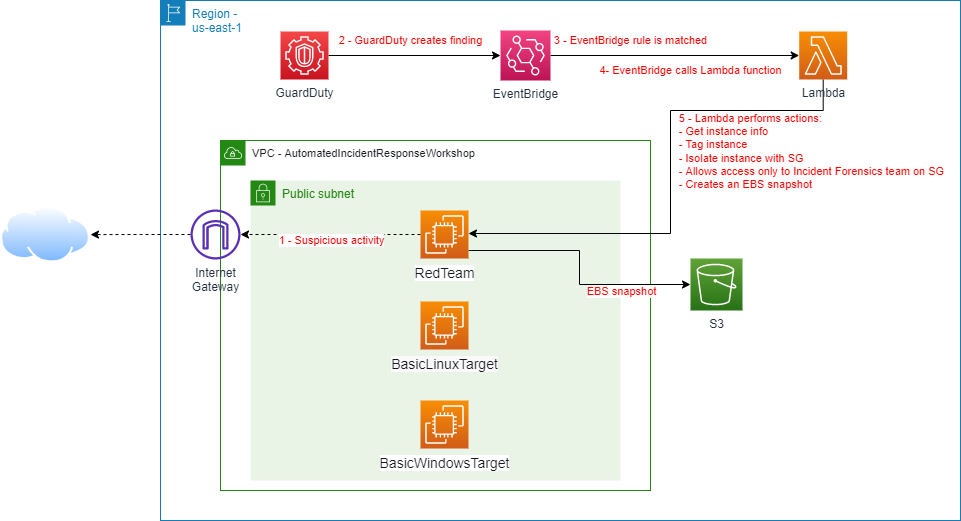 Region -
us-east-1
2 - GuardDuty creates finding
3 - EventBridge rule is matched
4- EventBridge calls Lambda function
GuardDuty
EventBridge
Lambda
5 - Lambda performs actions:
- Get instance info
- Tag instance
- Isolate instance with SG
- Allows access only to Incident Forensics team on SG
- Creates an EBS snapshot
VPC - AutomatedIncidentResponseWorkshop
Public subnet
1 - Suspicious activity
Internet
Gateway
RedTeam
EBS snapshot
S3
BasicLinuxTarget
BasicWindowsTarget